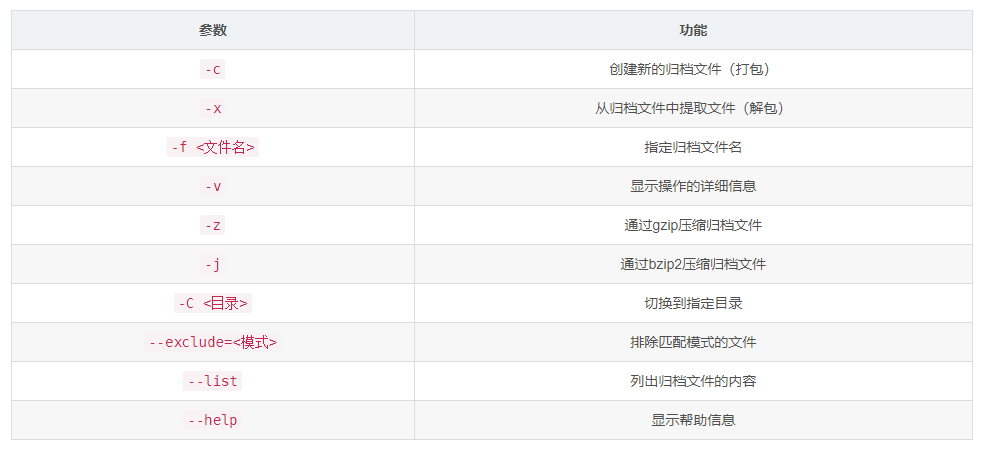 参数 功能
-c 创建新的归档文件（打包）
-x 从归档文件中提取文件（解包）
-f <文件名> 指定归档文件名
-v 显示操作的详细信息
-z 通过gzip压缩归档文件
-j 通过bzip2压缩归档文件
-C <目录> 切换到指定目录
--exclude=<模式> 排除匹配模式的文件
--list 列出归档文件的内容
--help 显示帮助信息